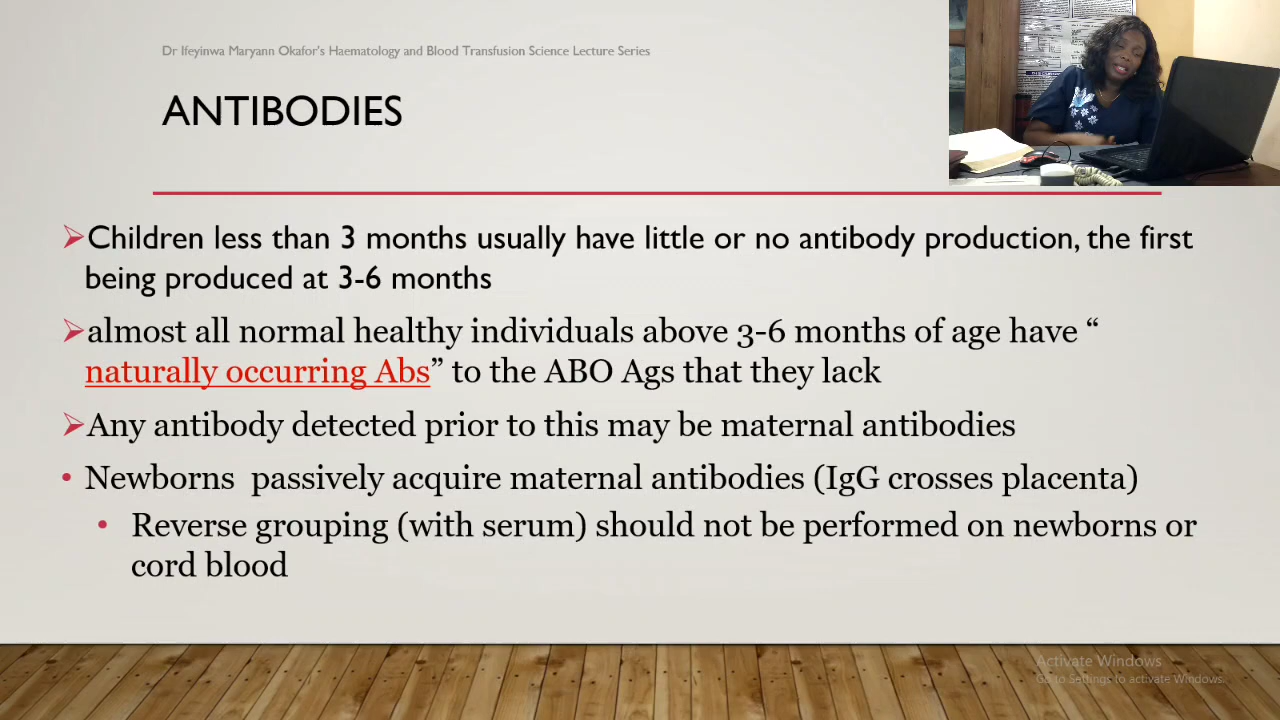 Dr Ifeyinwa Maryann Okafor's Haematology and Blood Transfusion Science Lecture Series
ANTIBODIES
Children less than 3 months usually have little or no antibody production, the first
being produced at 3-6 months
almost all normal healthy individuals above 3-6 months of age have “
naturally occurring Abs” to the ABO Ags that they lack
Any antibody detected prior to this may be maternal antibodies
• Newborns passively acquire maternal antibodies (IgG crosses placenta)
• Reverse grouping (with serum) should not be performed on newborns or
cord blood
Activate Windows
Go to Settings to activate Windows.